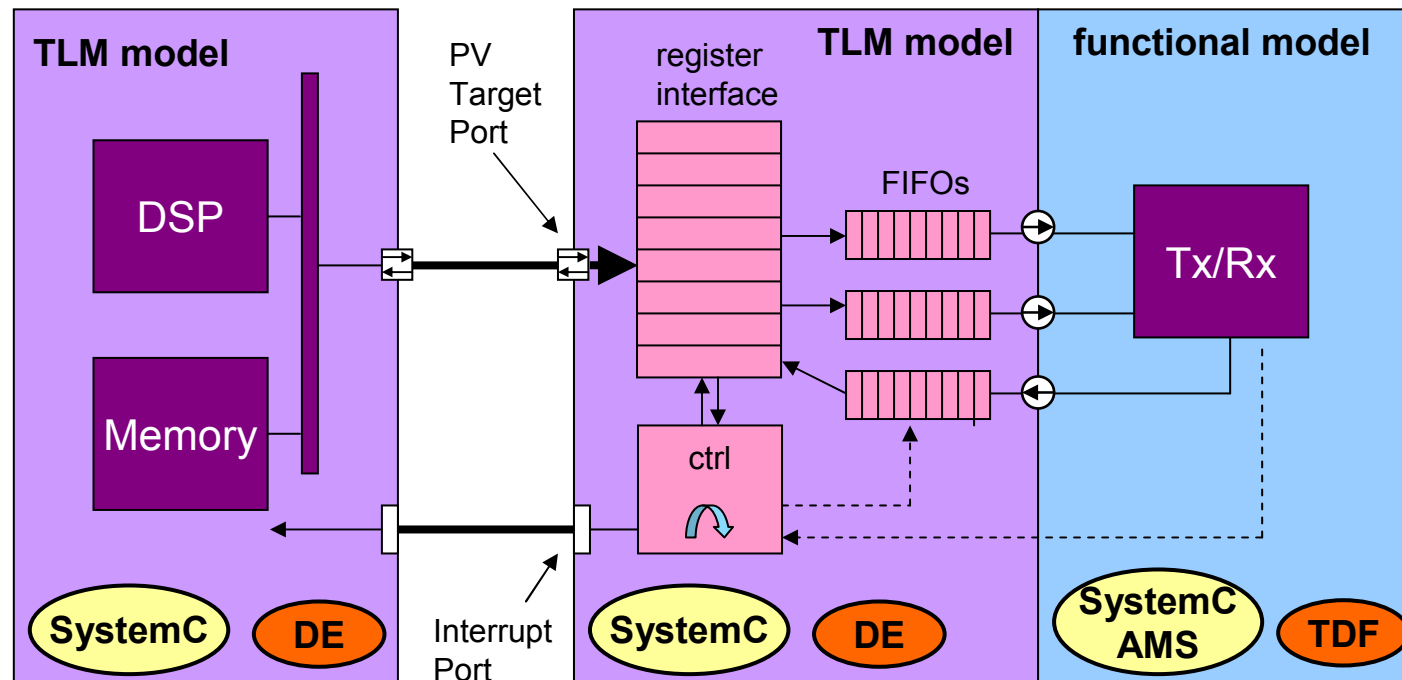 TLM model
DSP
Memory
SystemC
DE
PV
Target
Port
Interrupt
Port
TLM model
register
interface
FIFOs
ctrl
SystemC
DE
functional model
Tx/Rx
SystemC
AMS
TDF